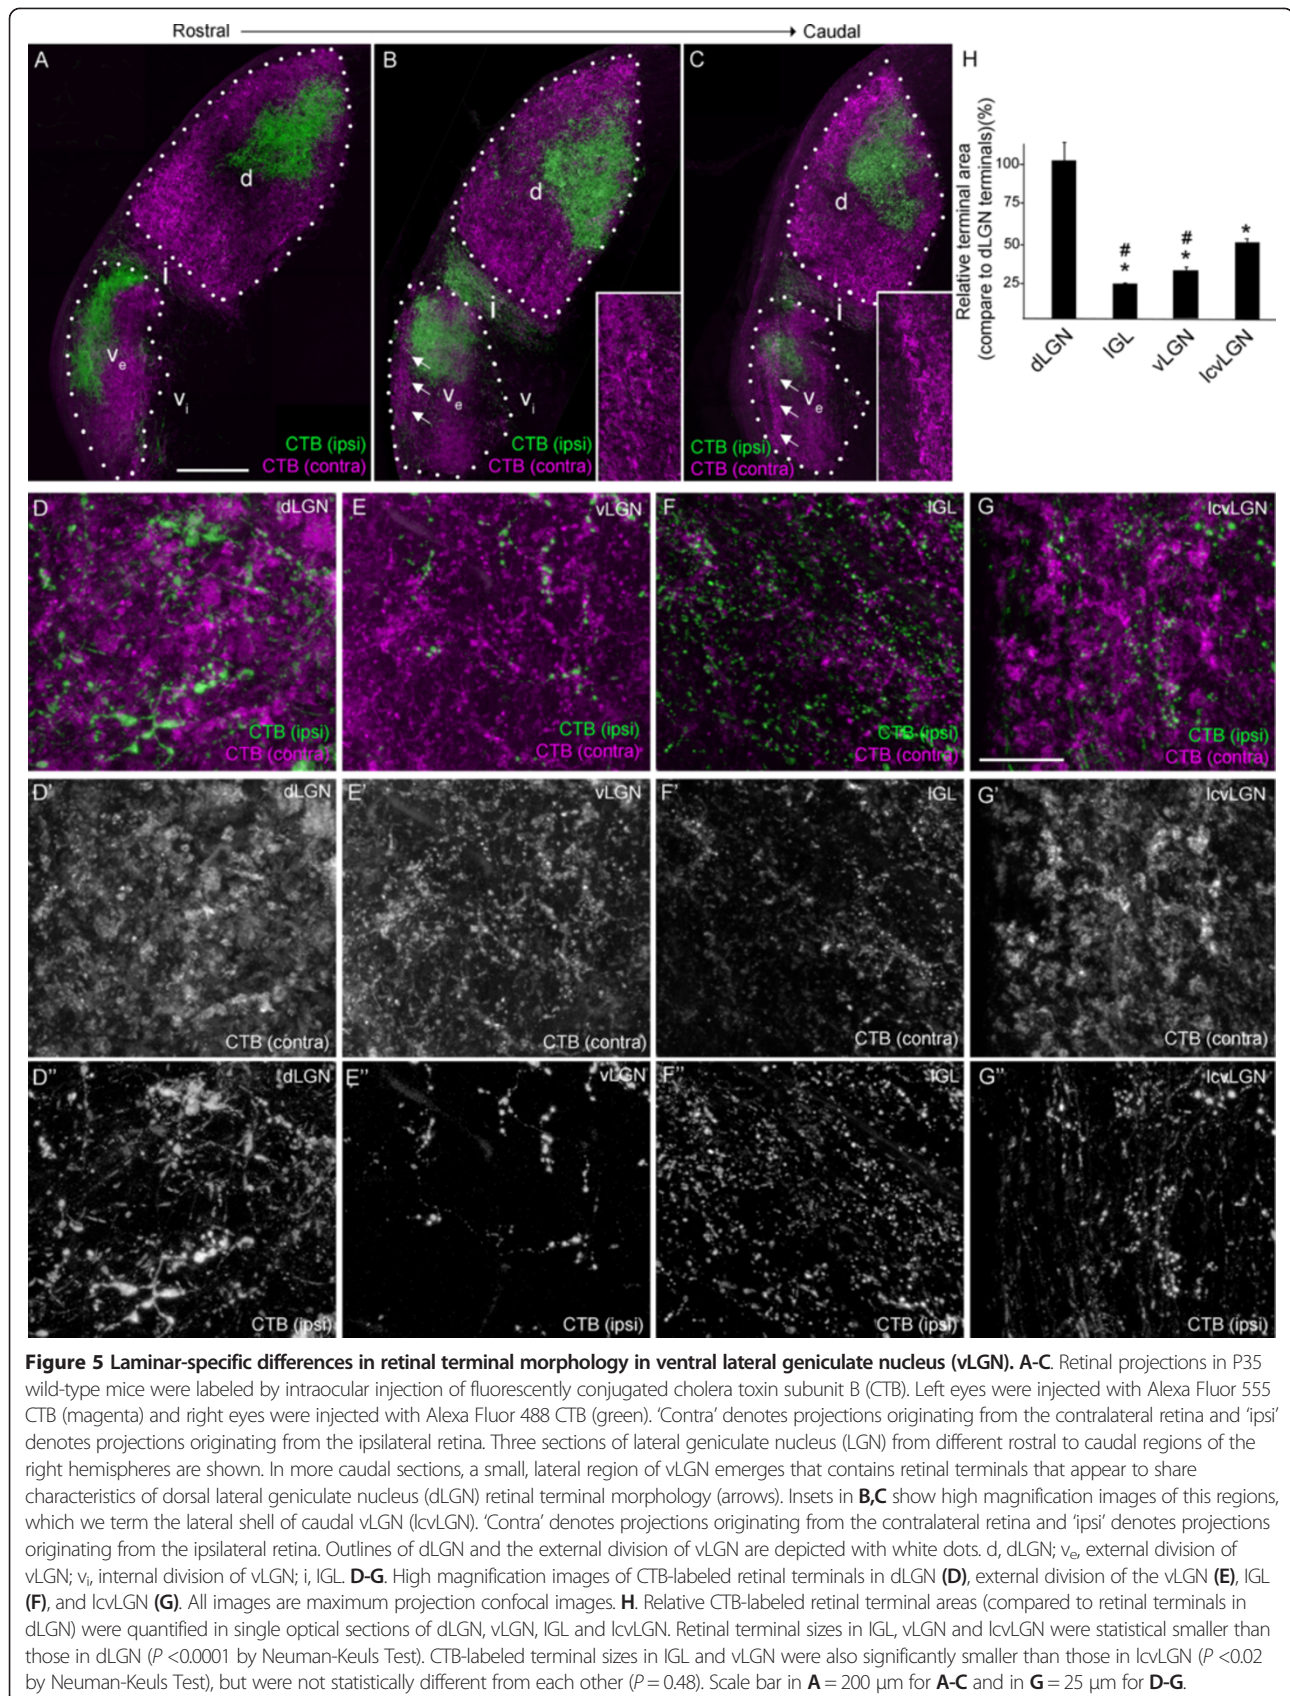 Rostral
Caudal
A
B
C
H
d
d
d
i
i
i
vₑ
vᵢ
vₑ
vᵢ
vₑ
CTB (ipsi)
CTB (contra)
CTB (ipsi)
CTB (contra)
CTB (ipsi)
CTB (contra)
Relative terminal area
(compare to dLGN terminals)(%)
100
75
50
25
#
*
#
*
*
dLGN
IGL
vLGN
lcvLGN
D
dLGN
E
vLGN
F
IGL
G
lcvLGN
CTB (ipsi)
CTB (contra)
CTB (ipsi)
CTB (contra)
CTB (ipsi)
CTB (contra)
CTB (ipsi)
CTB (contra)
D'
dLGN
E'
vLGN
F'
IGL
G'
lcvLGN
CTB (contra)
CTB (contra)
CTB (contra)
CTB (contra)
D''
dLGN
E''
vLGN
F''
IGL
G''
lcvLGN
CTB (ipsi)
CTB (ipsi)
CTB (ipsi)
CTB (ipsi)
Figure 5 Laminar-specific differences in retinal terminal morphology in ventral lateral geniculate nucleus (vLGN). A-C. Retinal projections in P35
wild-type mice were labeled by intraocular injection of fluorescently conjugated cholera toxin subunit B (CTB). Left eyes were injected with Alexa Fluor 555
CTB (magenta) and right eyes were injected with Alexa Fluor 488 CTB (green). 'Contra' denotes projections originating from the contralateral retina and 'ipsi'
denotes projections originating from the ipsilateral retina. Three sections of lateral geniculate nucleus (LGN) from different rostral to caudal regions of the
right hemispheres are shown. In more caudal sections, a small, lateral region of vLGN emerges that contains retinal terminals that appear to share
characteristics of dorsal lateral geniculate nucleus (dLGN) retinal terminal morphology (arrows). Insets in B,C show high magnification images of this regions,
which we term the lateral shell of caudal vLGN (lcvLGN). 'Contra' denotes projections originating from the contralateral retina and 'ipsi' denotes projections
originating from the ipsilateral retina. Outlines of dLGN and the external division of vLGN are depicted with white dots. d, dLGN; vₑ, external division of
vLGN; vᵢ, internal division of vLGN; i, IGL. D-G. High magnification images of CTB-labeled retinal terminals in dLGN (D), external division of the vLGN (E), IGL
(F), and lcvLGN (G). All images are maximum projection confocal images. H. Relative CTB-labeled retinal terminal areas (compared to retinal terminals in
dLGN) were quantified in single optical sections of dLGN, vLGN, IGL and lcvLGN. Retinal terminal sizes in IGL, vLGN and lcvLGN were statistical smaller than
those in dLGN (P <0.0001 by Neuman-Keuls Test). CTB-labeled terminal sizes in IGL and vLGN were also significantly smaller than those in lcvLGN (P <0.02
by Neuman-Keuls Test), but were not statistically different from each other (P = 0.48). Scale bar in A = 200 μm for A-C and in G = 25 μm for D-G.